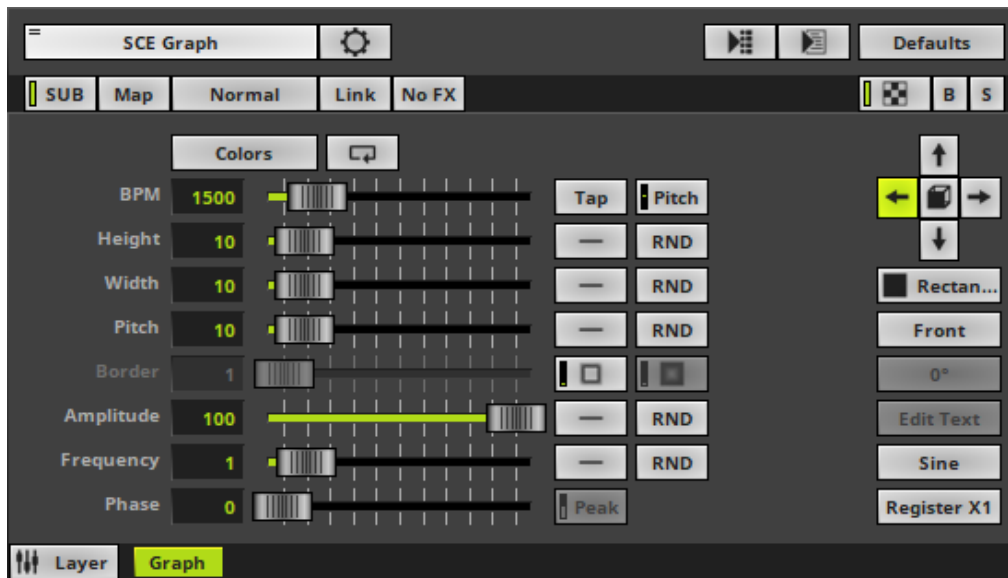 SCE Graph Defaults
SUB Map Normal Link No FX B S
Colors
BPM 1500 Tap Pitch
Height 10 RND
Width 10 RND Rectan...
Pitch 10 RND Front
Border 1 0°
Amplitude 100 RND Edit Text
Frequency 1 RND Sine
Phase 0 Peak Register X1
Layer Graph